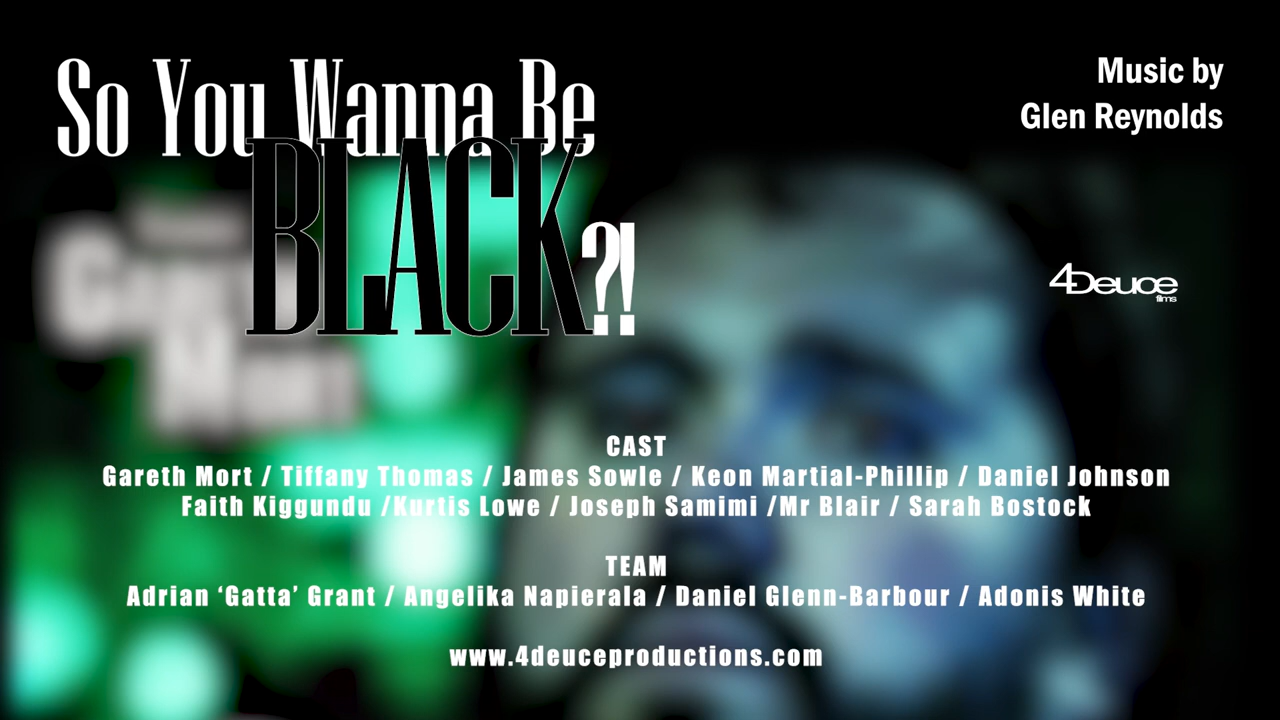 So You Wanna Be
BLACK?!
Music by
Glen Reynolds
4Deuce
films
CAST
Gareth Mort / Tiffany Thomas / James Sowle / Keon Martial-Phillip / Daniel Johnson
Faith Kiggundu /Kurtis Lowe / Joseph Samimi /Mr Blair / Sarah Bostock
TEAM
Adrian ‘Gatta’ Grant / Angelika Napierala / Daniel Glenn-Barbour / Adonis White
www.4deuceproductions.com